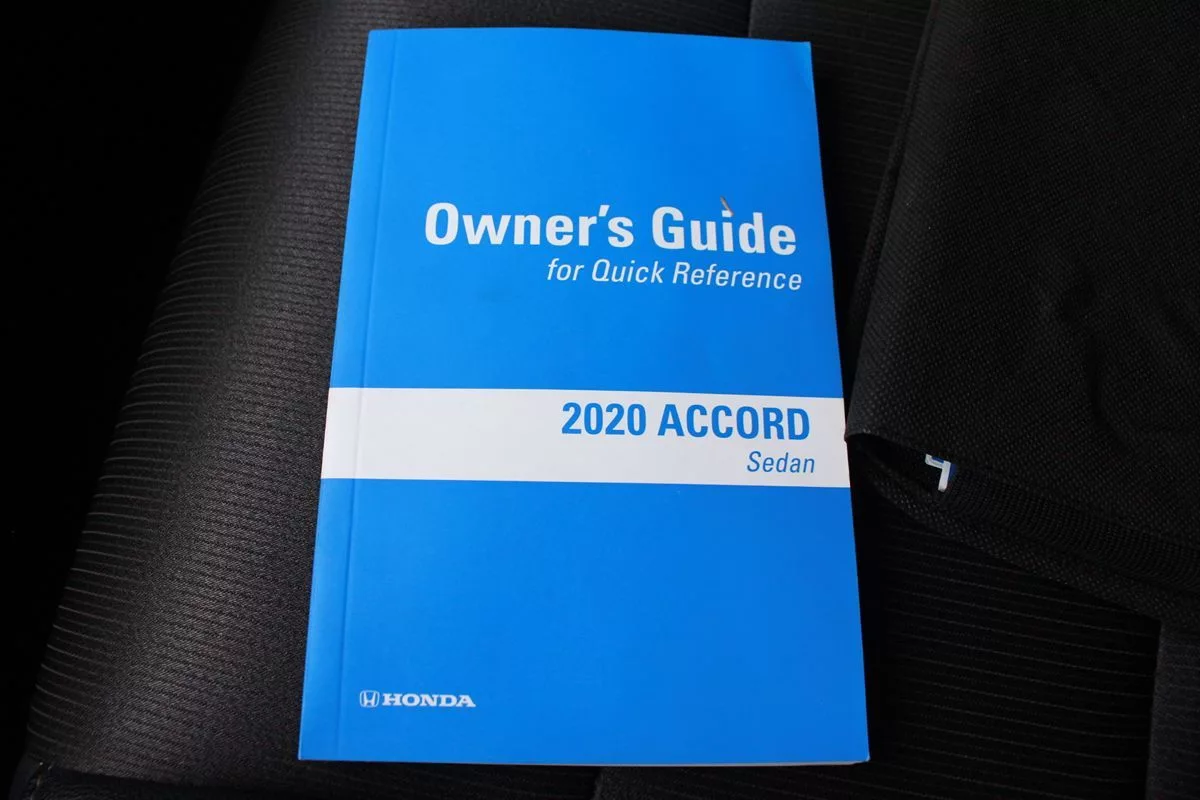 Owner's Guide
for Quick Reference
2020 ACCORD
Sedan
HONDA